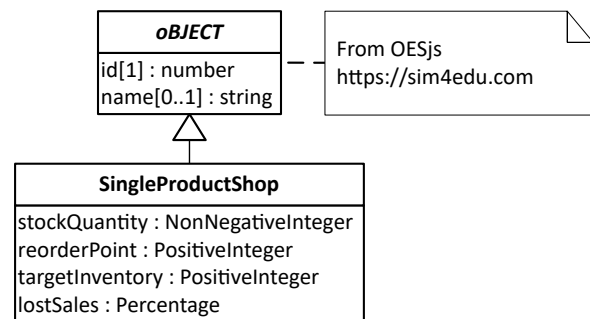 oBJECT
id[1] : number
name[0..1] : string
From OESjs
https://sim4edu.com
SingleProductShop
stockQuantity : NonNegativeInteger
reorderPoint : PositiveInteger
targetInventory : PositiveInteger
lostSales : Percentage